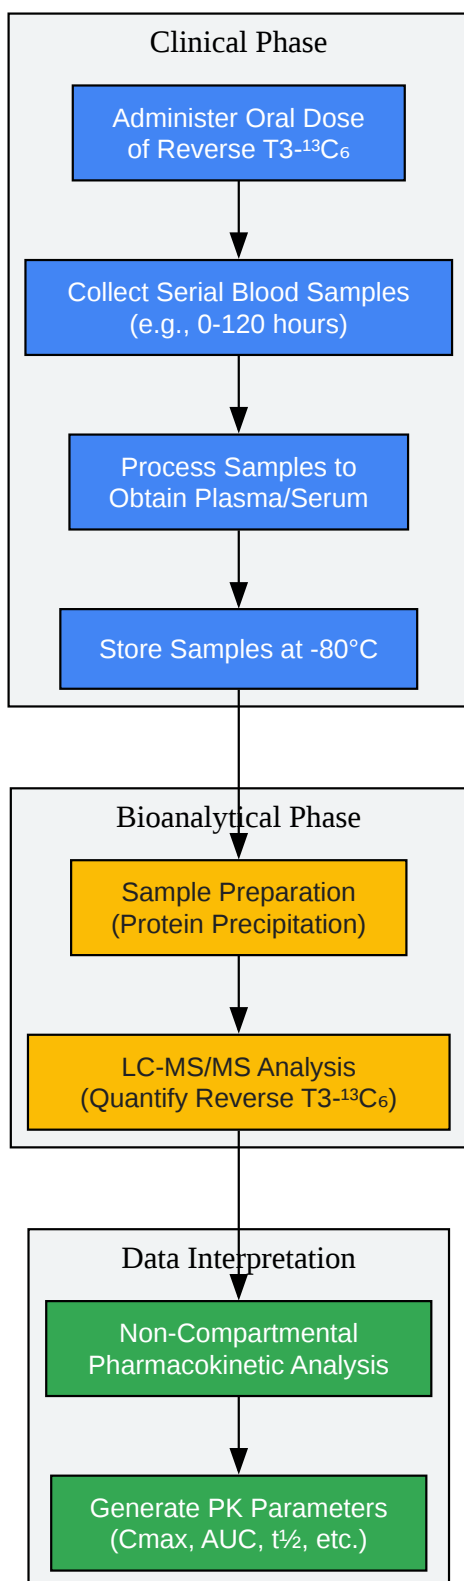 Clinical Phase
Administer Oral Dose
of Reverse T3-¹³C₆
Collect Serial Blood Samples
(e.g., 0-120 hours)
Process Samples to
Obtain Plasma/Serum
Store Samples at -80°C
Bioanalytical Phase
Sample Preparation
(Protein Precipitation)
LC-MS/MS Analysis
(Quantify Reverse T3-¹³C₆)
Data Interpretation
Non-Compartmental
Pharmacokinetic Analysis
Generate PK Parameters
(Cmax, AUC, t½, etc.)